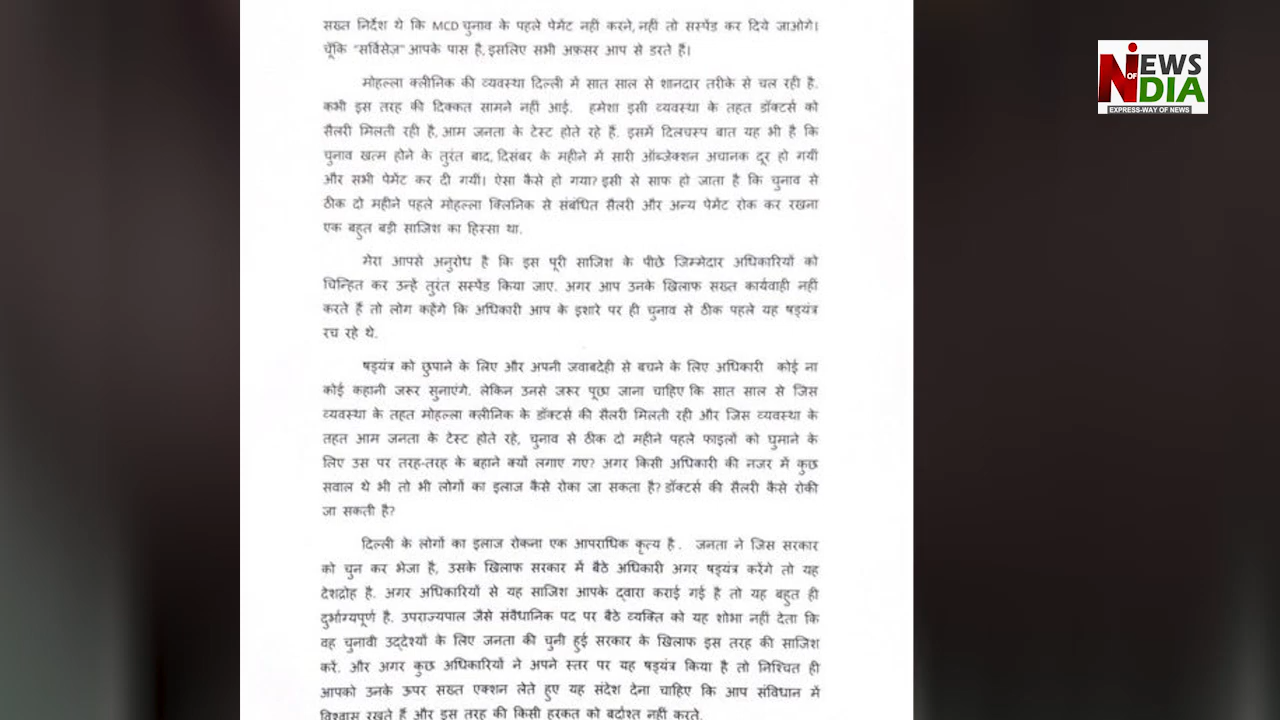 सख्त निर्देश थे कि MCD चुनाव के पहले पेमेंट नहीं करने, नहीं तो सस्पेंड कर दिये जाओगे।
चूँकि "सर्विसेज़" आपके पास है, इसलिए सभी अफ़सर आप से डरते हैं।
मोहल्ला क्लीनिक की व्यवस्था दिल्ली में सात साल से शानदार तरीके से चल रही है.
कभी इस तरह की दिक्कत सामने नहीं आई. हमेशा इसी व्यवस्था के तहत डॉक्टर्स को
सैलरी मिलती रही है, आम जनता के टेस्ट होते रहे हैं. इसमें दिलचस्प बात यह भी है कि
चुनाव खत्म होने के तुरंत बाद, दिसंबर के महीने में सारी ऑब्जेक्शन अचानक दूर हो गयीं
और सभी पेमेंट कर दी गयीं। ऐसा कैसे हो गया? इसी से साफ हो जाता है कि चुनाव से
ठीक दो महीने पहले मोहल्ला क्लिनिक से संबंधित सैलरी और अन्य पेमेंट रोक कर रखना
एक बहुत बड़ी साजिश का हिस्सा था.
मेरा आपसे अनुरोध है कि इस पूरी साजिश के पीछे जिम्मेदार अधिकारियों को
चिन्हित कर उन्हें तुरंत सस्पेंड किया जाए. अगर आप उनके खिलाफ सख्त कार्यवाही नहीं
करते हैं तो लोग कहेंगे कि अधिकारी आप के इशारे पर ही चुनाव से ठीक पहले यह षड्यंत्र
रच रहे थे.
षड्यंत्र को छुपाने के लिए और अपनी जवाबदेही से बचने के लिए अधिकारी कोई ना
कोई कहानी जरूर सुनाएंगे. लेकिन उनसे जरूर पूछा जाना चाहिए कि सात साल से जिस
व्यवस्था के तहत मोहल्ला क्लीनिक के डॉक्टर्स की सैलरी मिलती रही और जिस व्यवस्था के
तहत आम जनता के टेस्ट होते रहे, चुनाव से ठीक दो महीने पहले फाइलों को घुमाने के
लिए उस पर तरह-तरह के बहाने क्यों लगाए गए? अगर किसी अधिकारी की नजर में कुछ
सवाल थे भी तो भी लोगों का इलाज कैसे रोका जा सकता है? डॉक्टर्स की सैलरी कैसे रोकी
जा सकती है?
दिल्ली के लोगों का इलाज रोकना एक आपराधिक कृत्य है . जनता ने जिस सरकार
को चुन कर भेजा है, उसके खिलाफ सरकार में बैठे अधिकारी अगर षड्यंत्र करेंगे तो यह
देशद्रोह है. अगर अधिकारियों से यह साजिश आपके द्वारा कराई गई है तो यह बहुत ही
दुर्भाग्यपूर्ण है. उपराज्यपाल जैसे संवैधानिक पद पर बैठे व्यक्ति को यह शोभा नहीं देता कि
वह चुनावी उद्देश्यों के लिए जनता की चुनी हुई सरकार के खिलाफ इस तरह की साजिश
करें. और अगर कुछ अधिकारियों ने अपने स्तर पर यह षड्यंत्र किया है तो निश्चित ही
आपको उनके ऊपर सख्त एक्शन लेते हुए यह संदेश देना चाहिए कि आप संविधान में
विश्वास रखते हैं और इस तरह की किसी हरकत को बर्दाश्त नहीं करते.
NEWS
OF
INDIA
EXPRESS-WAY OF NEWS